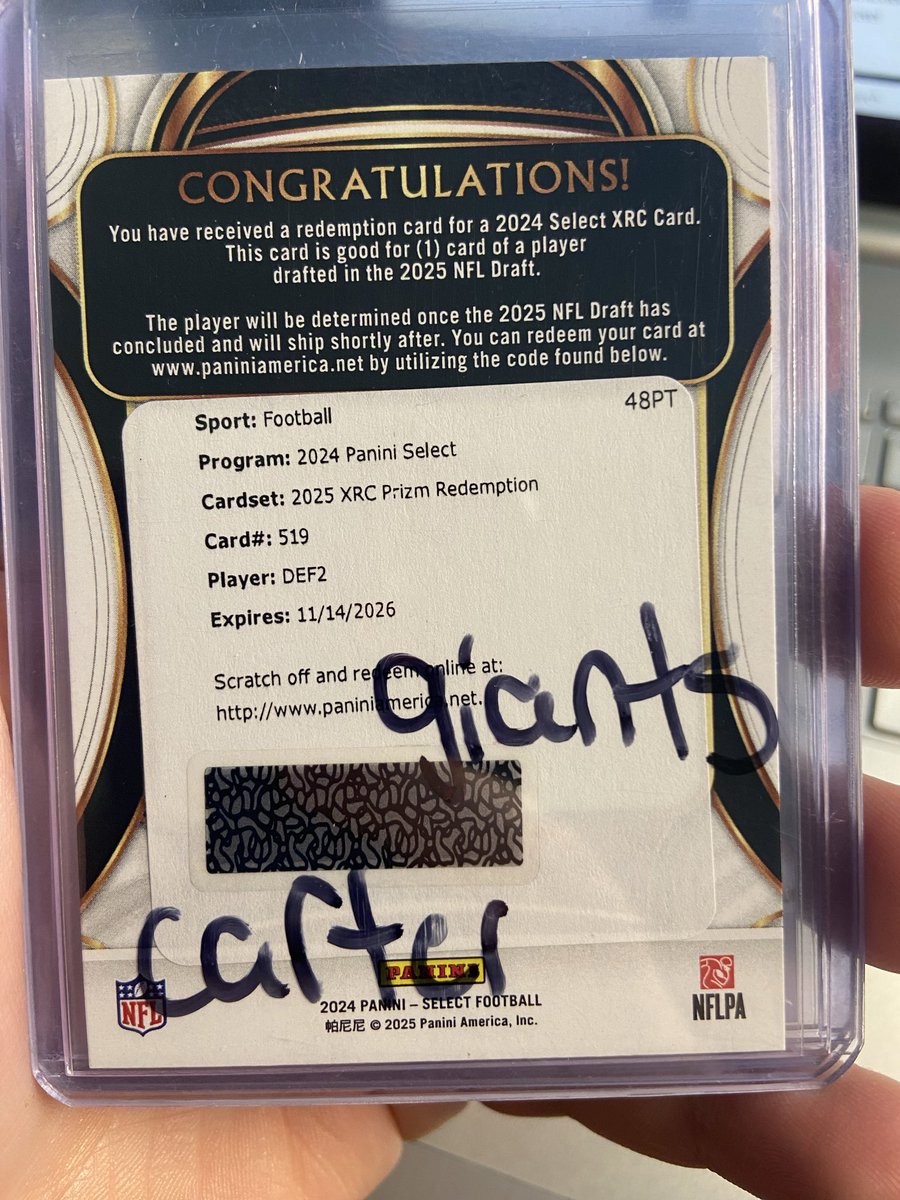 CONGRATULATIONS!
You have received a redemption card for a 2024 Select XRC Card.
This card is good for (1) card of a player
drafted in the 2025 NFL Draft.
The player will be determined once the 2025 NFL Draft has
concluded and will ship shortly after. You can redeem your card at
www.paniniamerica.net by utilizing the code found below.
48PT
Sport: Football
Program: 2024 Panini Select
Cardset: 2025 XRC Prizm Redemption
Card#: 519
Player: DEF2
Expires: 11/14/2026
Scratch off and redeem online at:
http://www.paniniamerica.net.
giants
carter
PANINI
NFL
NFLPA
2024 PANINI – SELECT FOOTBALL
帕尼尼 © 2025 Panini America, Inc.